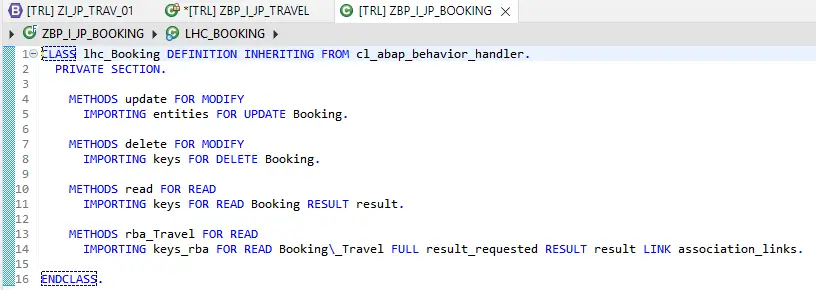 [TRL] ZI_JP_TRAV_01 *[TRL] ZBP_I_JP_TRAVEL [TRL] ZBP_I_JP_BOOKING
ZBP_I_JP_BOOKING LHC_BOOKING
1 CLASS lhc_Booking DEFINITION INHERITING FROM cl_abap_behavior_handler.
2 PRIVATE SECTION.
3
4 METHODS update FOR MODIFY
5 IMPORTING entities FOR UPDATE Booking.
6
7 METHODS delete FOR MODIFY
8 IMPORTING keys FOR DELETE Booking.
9
10 METHODS read FOR READ
11 IMPORTING keys FOR READ Booking RESULT result.
12
13 METHODS rba_Travel FOR READ
14 IMPORTING keys_rba FOR READ Booking\_Travel FULL result_requested RESULT result LINK association_links.
15
16 ENDCLASS.